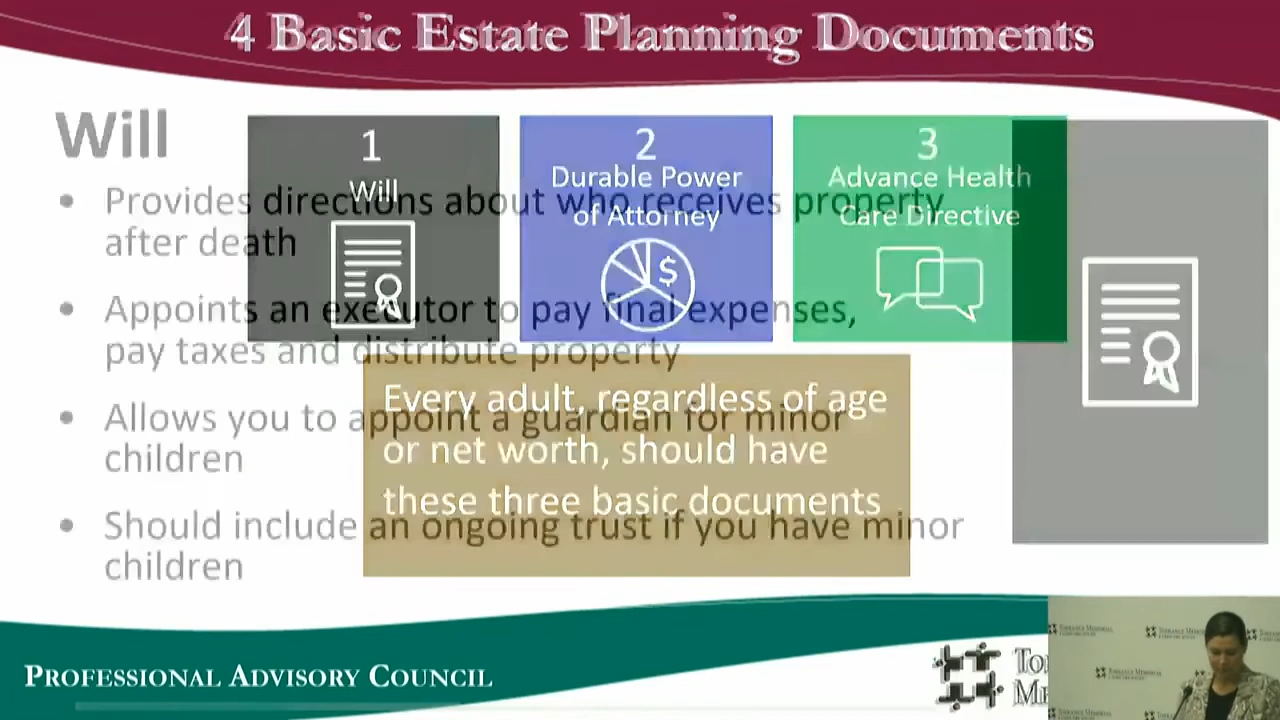 4 Basic Estate Planning Documents
Will
• Provides directions about who receives property
after death
• Appoints an executor to pay final expenses,
pay taxes and distribute property
• Allows you to appoint a guardian for minor
children
• Should include an ongoing trust if you have minor
children
1
Will
2
Durable Power
of Attorney
$
3
Advance Health
Care Directive
Every adult, regardless of age
or net worth, should have
these three basic documents
PROFESSIONAL ADVISORY COUNCIL
TORRANCE MEMORIAL